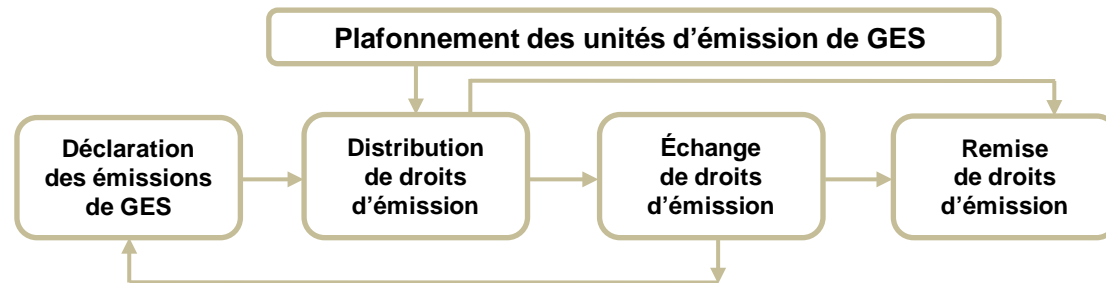 Plafonnement des unités d’émission de GES
Déclaration
des émissions
de GES
Distribution
de droits
d’émission
Échange
de droits
d’émission
Remise
de droits
d’émission